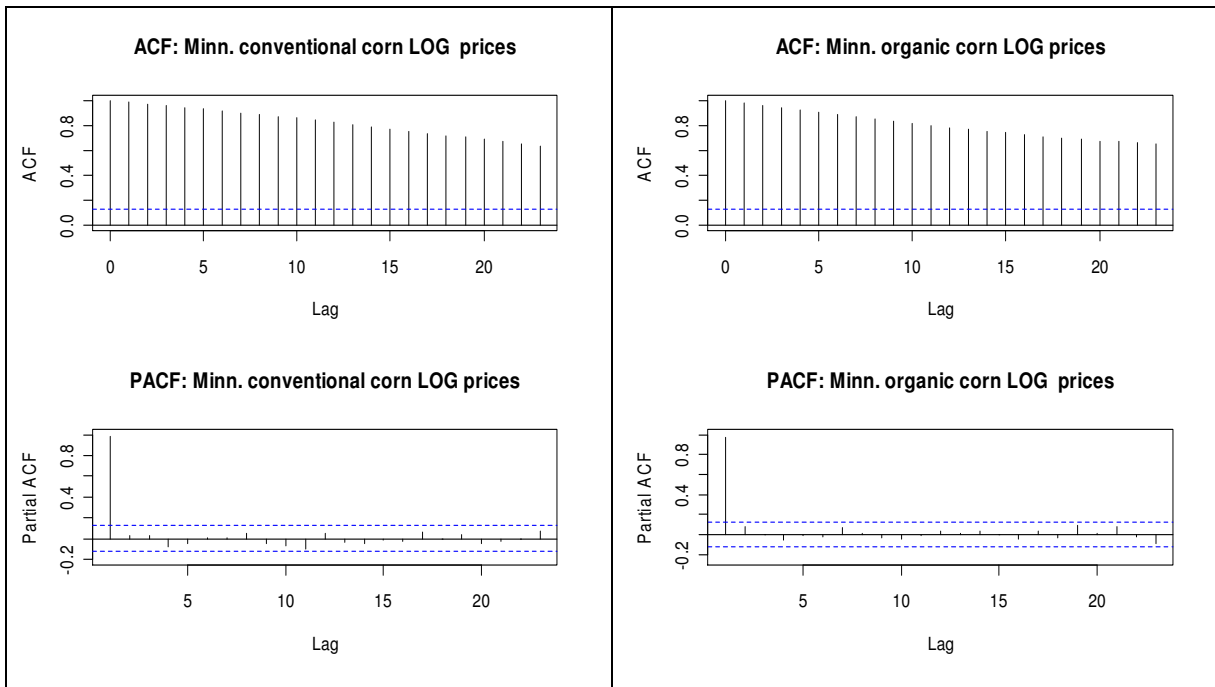 ACF: Minn. conventional corn LOG prices
ACF
0.0 0.4 0.8
0 5 10 15 20
Lag
PACF: Minn. conventional corn LOG prices
Partial ACF
-0.2 0.4 0.8
5 10 15 20
Lag
ACF: Minn. organic corn LOG prices
ACF
0.0 0.4 0.8
0 5 10 15 20
Lag
PACF: Minn. organic corn LOG prices
Partial ACF
-0.2 0.4 0.8
5 10 15 20
Lag